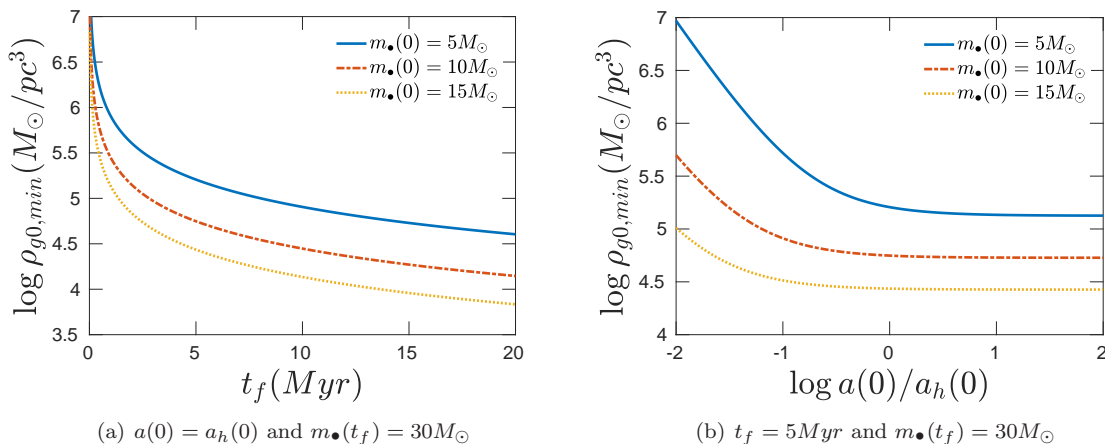 7
6.5
6
5.5
5
4.5
4
3.5
0 5 10 15 20
log ρ_{g0,min}(M_⊙/pc^3)
t_f(Myr)
m_•(0) = 5M_⊙
m_•(0) = 10M_⊙
m_•(0) = 15M_⊙
(a) a(0) = a_h(0) and m_•(t_f) = 30M_⊙
7
6.5
6
5.5
5
4.5
4
-2 -1 0 1 2
log ρ_{g0,min}(M_⊙/pc^3)
log a(0)/a_h(0)
m_•(0) = 5M_⊙
m_•(0) = 10M_⊙
m_•(0) = 15M_⊙
(b) t_f = 5Myr and m_•(t_f) = 30M_⊙